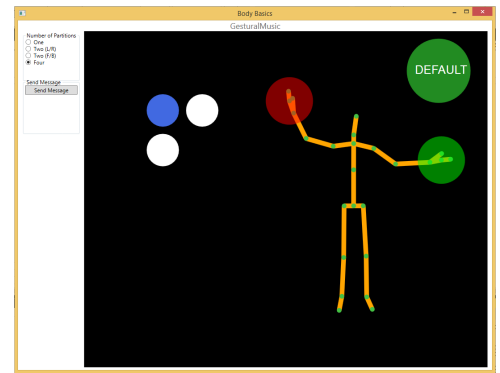 Body Basics
GesturalMusic
Number of Partitions
One
Two (L/R)
Two (F/B)
Four
Send Message
Send Message
DEFAULT